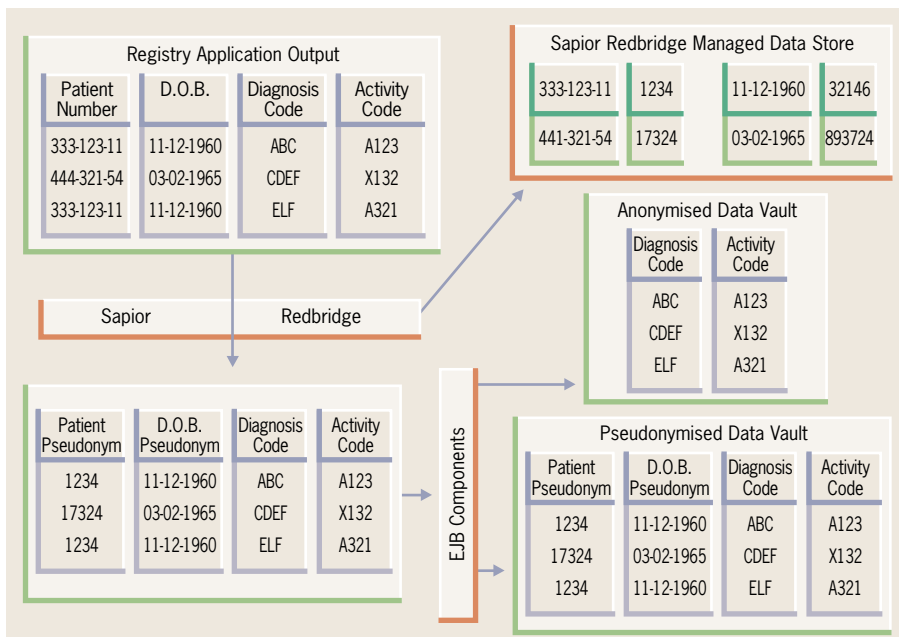 Registry Application Output
Patient Number D.O.B. Diagnosis Code Activity Code
333-123-11 11-12-1960 ABC A123
444-321-54 03-02-1965 CDEF X132
333-123-11 11-12-1960 ELF A321
Sapior Redbridge Managed Data Store
333-123-11 1234 11-12-1960 32146
441-321-54 17324 03-02-1965 893724
Sapior Redbridge
Anonymised Data Vault
Diagnosis Code Activity Code
ABC A123
CDEF X132
ELF A321
Patient Pseudonym D.O.B. Pseudonym Diagnosis Code Activity Code
1234 11-12-1960 ABC A123
17324 03-02-1965 CDEF X132
1234 11-12-1960 ELF A321
EJB Components
Pseudonymised Data Vault
Patient Pseudonym D.O.B. Pseudonym Diagnosis Code Activity Code
1234 11-12-1960 ABC A123
17324 03-02-1965 CDEF X132
1234 11-12-1960 ELF A321